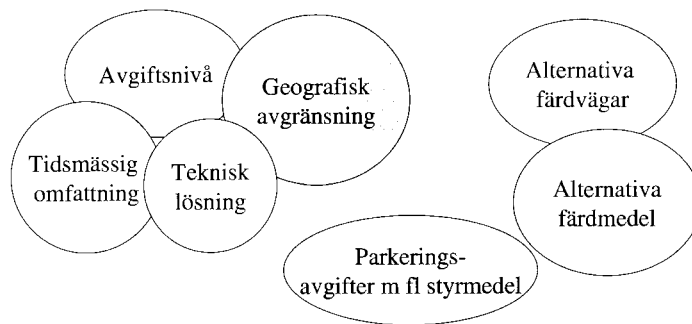 Avgiftsnivå
Geografisk
avgränsning
Tidsmässig
omfattning
Teknisk
lösning
Alternativa
färdvägar
Alternativa
färdmedel
Parkerings-
avgifter m fl styrmedel